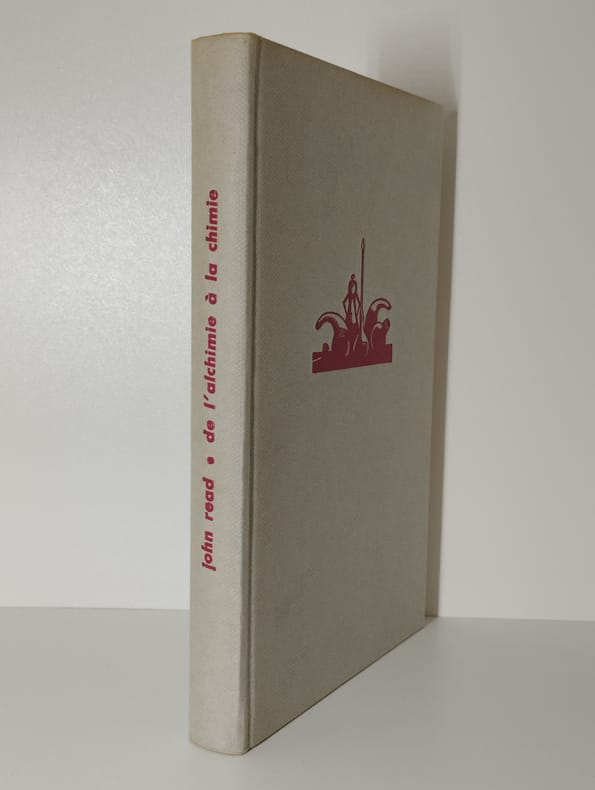 john read • de l'alchimie à la chimie